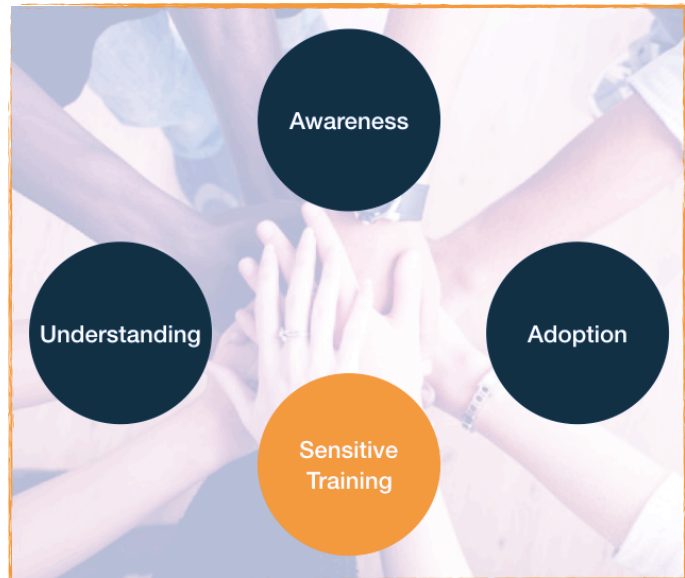 Awareness
Understanding
Adoption
Sensitive
Training